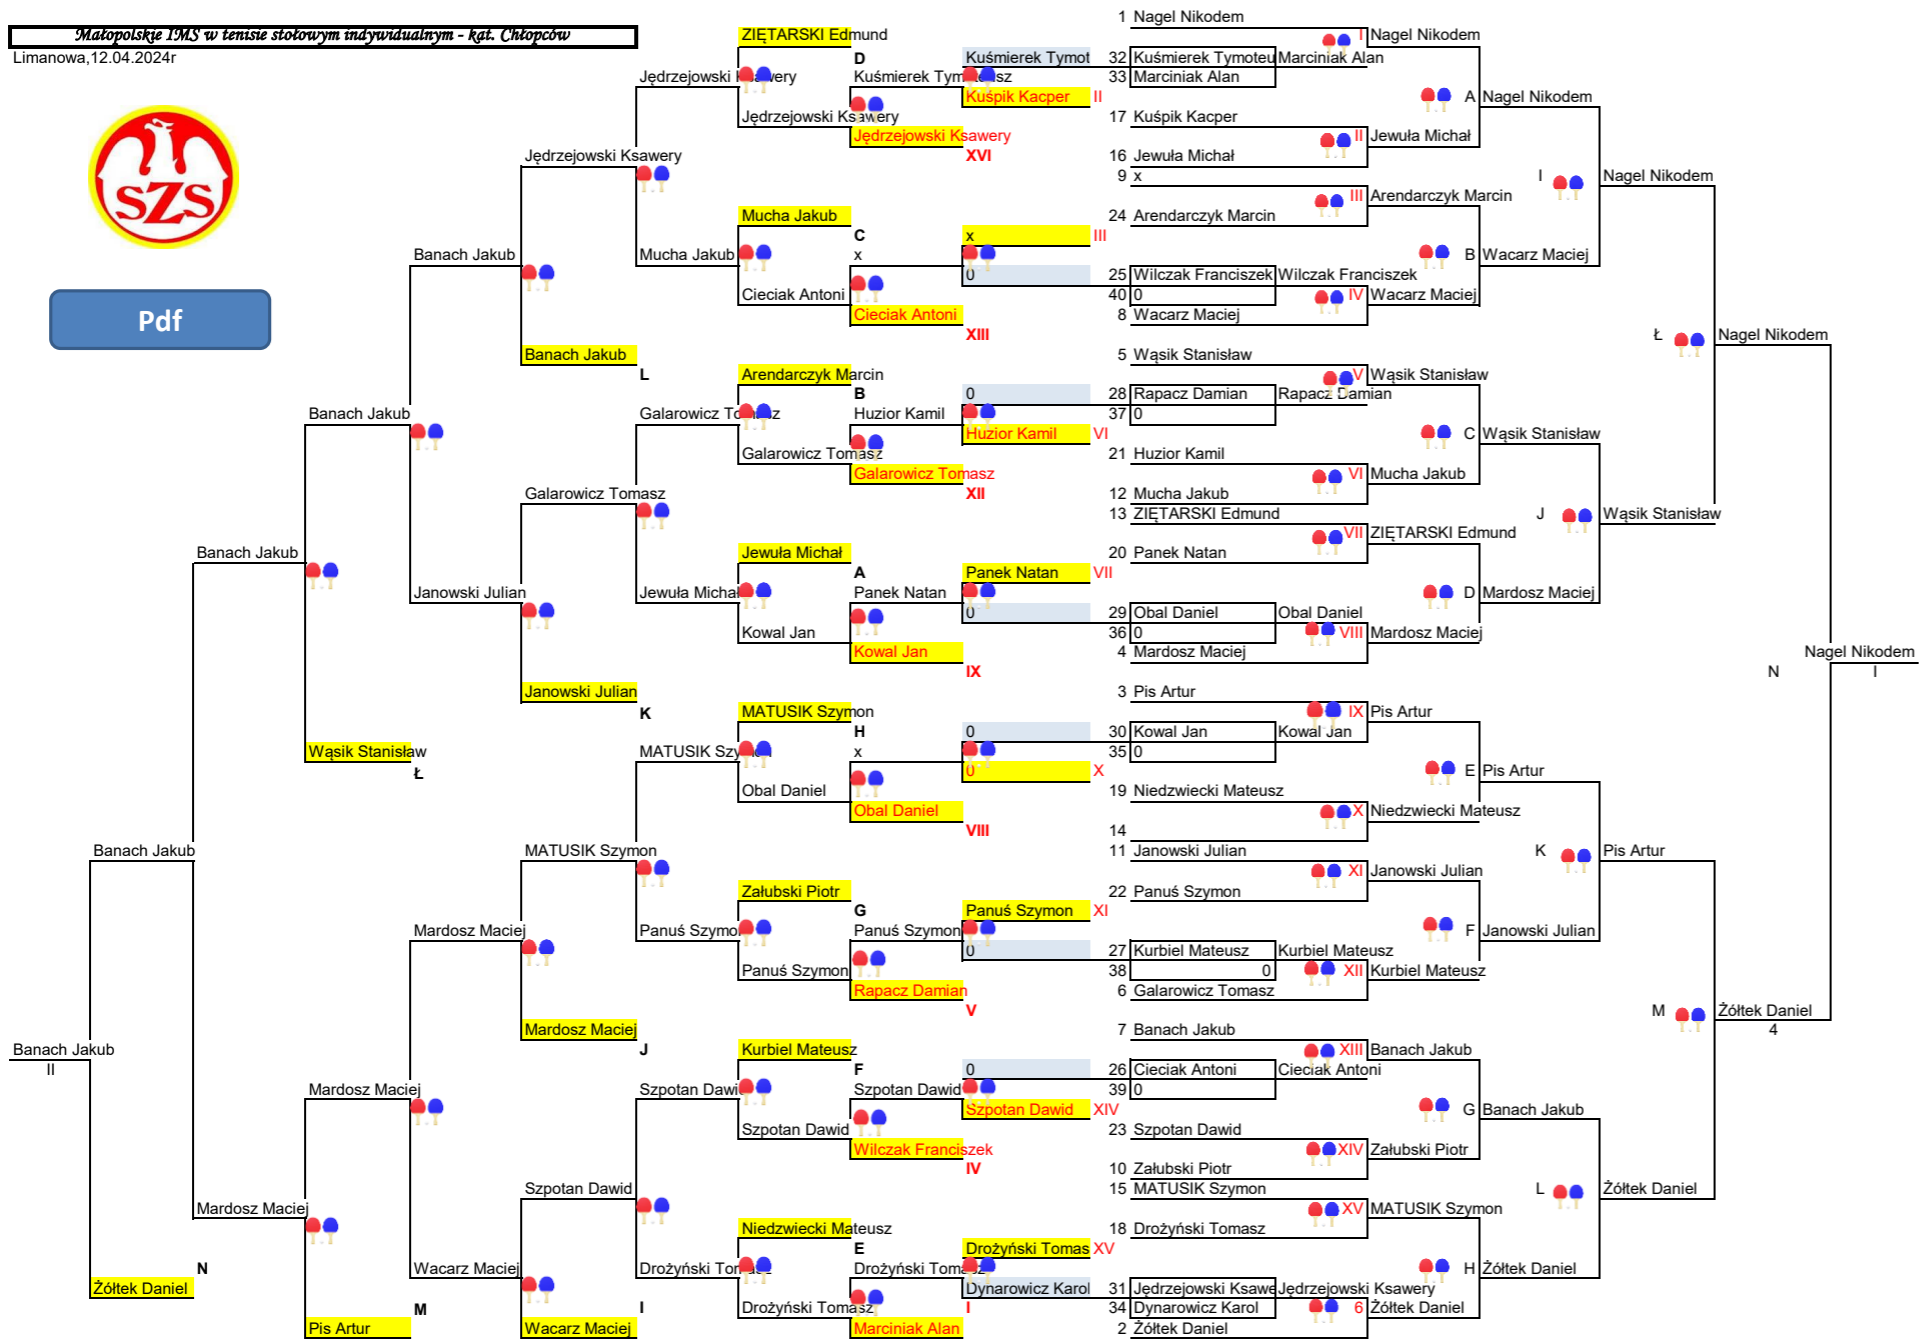 Małopolskie IMS w tenisie stołowym indywidualnym - kat. Chłopców
Limanowa,12.04.2024r
SZS
Pdf
Banach Jakub
II
Banach Jakub
Żółtek Daniel
N
Banach Jakub
Mardosz Maciej
Banach Jakub
Wąsik Stanisław
Ł
Mardosz Maciej
Pis Artur
M
Banach Jakub
Janowski Julian
Mardosz Maciej
Wacarz Maciej
Jędrzejowski Ksawery
Banach Jakub
L
Galarowicz Tomasz
Janowski Julian
K
MATUSIK Szymon
Mardosz Maciej
J
Szpotan Dawid
Wacarz Maciej
I
Jędrzejowski Ksawery
Mucha Jakub
Galarowicz Tomasz
Jewuła Michał
MATUSIK Szymon
Panuś Szymon
Szpotan Dawid
Drożyński Tomasz
ZIĘTARSKI Edmund
D
Jędrzejowski Ksawery
Mucha Jakub
C
Cieciak Antoni
Arendarczyk Marcin
B
Galarowicz Tomasz
Jewuła Michał
A
Kowal Jan
MATUSIK Szymon
H
Obal Daniel
Załubski Piotr
G
Panuś Szymon
Kurbiel Mateusz
F
Szpotan Dawid
Niedzwiecki Mateusz
E
Drożyński Tomasz
Kuśmierek Tymoteusz
Jędrzejowski Ksawery
XVI
x
Cieciak Antoni
XIII
Huzior Kamil
Galarowicz Tomasz
XII
Panek Natan
Kowal Jan
IX
x
Obal Daniel
VIII
Panuś Szymon
Rapacz Damian
V
Szpotan Dawid
Wilczak Franciszek
IV
Drożyński Tomasz
Marciniak Alan
I
Kuśmierek Tymot
Kuśpik Kacper II
x III
0
0
Huzior Kamil VI
Panek Natan VII
0
0
0 X
Panuś Szymon XI
0
0
Szpotan Dawid XIV
Drożyński Tomas XV
Dynarowicz Karol
1 Nagel Nikodem
32 Kuśmierek Tymoteu Marciniak Alan
33 Marciniak Alan
17 Kuśpik Kacper
16 Jewuła Michał
9 x
24 Arendarczyk Marcin
25 Wilczak Franciszek Wilczak Franciszek
40 0
8 Wacarz Maciej
5 Wąsik Stanisław
28 Rapacz Damian Rapacz Damian
37 0
21 Huzior Kamil
12 Mucha Jakub
13 ZIĘTARSKI Edmund
20 Panek Natan
29 Obal Daniel Obal Daniel
36 0
4 Mardosz Maciej
3 Pis Artur
30 Kowal Jan Kowal Jan
35 0
19 Niedzwiecki Mateusz
14
11 Janowski Julian
22 Panuś Szymon
27 Kurbiel Mateusz Kurbiel Mateusz
38 0
6 Galarowicz Tomasz
7 Banach Jakub
26 Cieciak Antoni Cieciak Antoni
39 0
23 Szpotan Dawid
10 Załubski Piotr
15 MATUSIK Szymon
18 Drożyński Tomasz
31 Jędrzejowski Ksawe Jędrzejowski Ksawery
34 Dynarowicz Karol
2 Żółtek Daniel
I Nagel Nikodem
II Jewuła Michał
III Arendarczyk Marcin
IV Wacarz Maciej
V Wąsik Stanisław
VI Mucha Jakub
VII ZIĘTARSKI Edmund
VIII Mardosz Maciej
IX Pis Artur
X Niedzwiecki Mateusz
XI Janowski Julian
XII Kurbiel Mateusz
XIII Banach Jakub
XIV Załubski Piotr
XV MATUSIK Szymon
6 Żółtek Daniel
A Nagel Nikodem
B Wacarz Maciej
C Wąsik Stanisław
D Mardosz Maciej
E Pis Artur
F Janowski Julian
G Banach Jakub
H Żółtek Daniel
I Nagel Nikodem
J Wąsik Stanisław
K Pis Artur
L Żółtek Daniel
Ł Nagel Nikodem
M Żółtek Daniel
4
N Nagel Nikodem
I